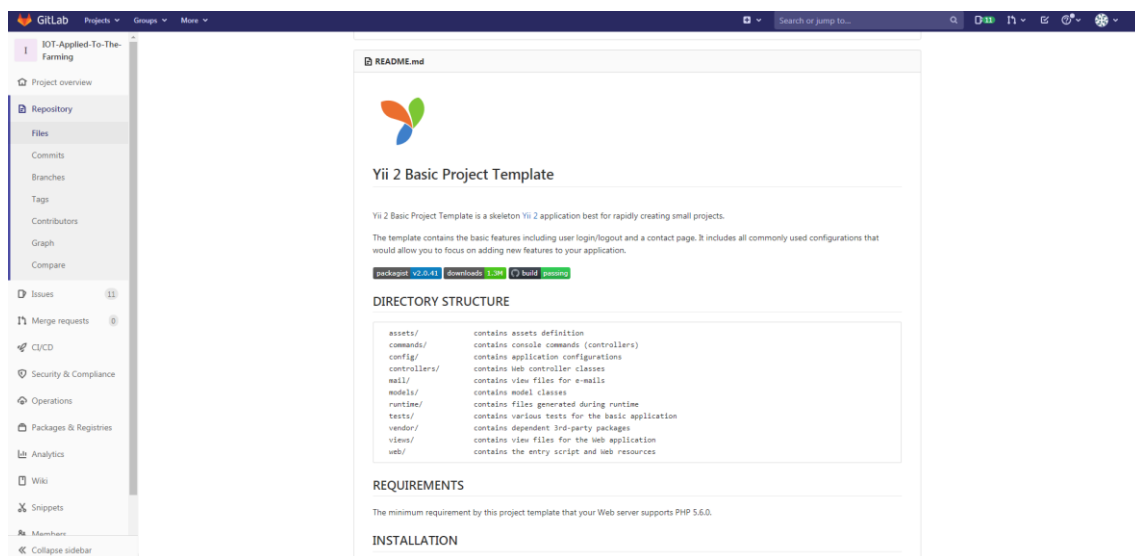 GitLab Projects Groups More Search or jump to... 11
I IOT-Applied-To-The-
Farming
Project overview
Repository
Files
Commits
Branches
Tags
Contributors
Graph
Compare
Issues 11
Merge requests 0
CI/CD
Security & Compliance
Operations
Packages & Registries
Analytics
Wiki
Snippets
Members
Collapse sidebar
README.md
Yii 2 Basic Project Template
Yii 2 Basic Project Template is a skeleton Yii 2 application best for rapidly creating small projects.
The template contains the basic features including user login/logout and a contact page. It includes all commonly used configurations that
would allow you to focus on adding new features to your application.
packagist v2.0.41 downloads 1.3M build passing
DIRECTORY STRUCTURE
assets/ contains assets definition
commands/ contains console commands (controllers)
config/ contains application configurations
controllers/ contains Web controller classes
mail/ contains view files for e-mails
models/ contains model classes
runtime/ contains files generated during runtime
tests/ contains various tests for the basic application
vendor/ contains dependent 3rd-party packages
views/ contains view files for the Web application
web/ contains the entry script and Web resources
REQUIREMENTS
The minimum requirement by this project template that your Web server supports PHP 5.6.0.
INSTALLATION